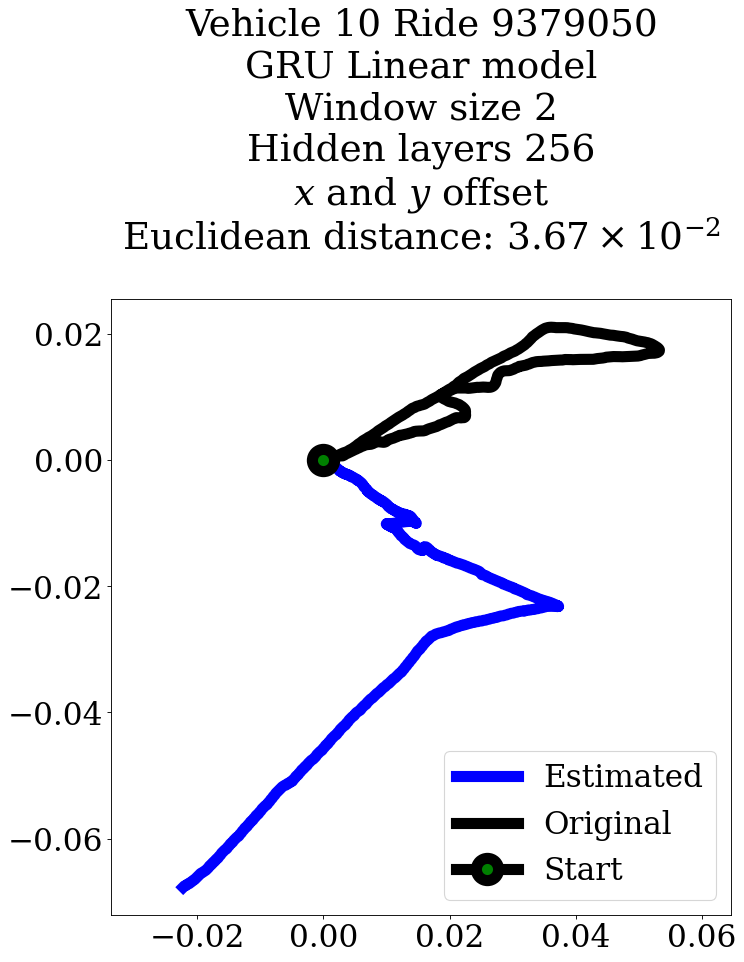 Vehicle 10 Ride 9379050
GRU Linear model
Window size 2
Hidden layers 256
x and y offset
Euclidean distance: 3.67 × 10⁻²
0.02
0.00
−0.02
−0.04
−0.06
Estimated
Original
Start
−0.02 0.00 0.02 0.04 0.06